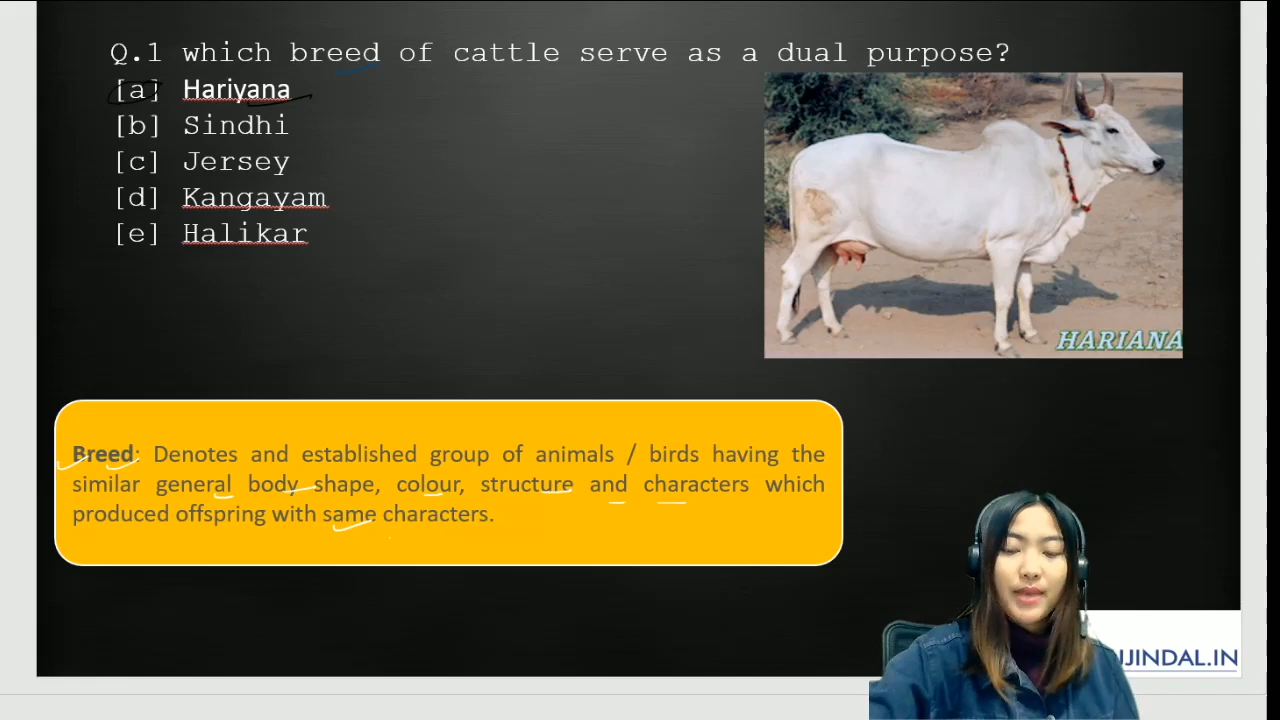 Q.1 which breed of cattle serve as a dual purpose?
[a] Hariyana
[b] Sindhi
[c] Jersey
[d] Kangayam
[e] Halikar
HARIANA
Breed: Denotes and established group of animals / birds having the
similar general body shape, colour, structure and characters which
produced offspring with same characters.
JINDAL.IN